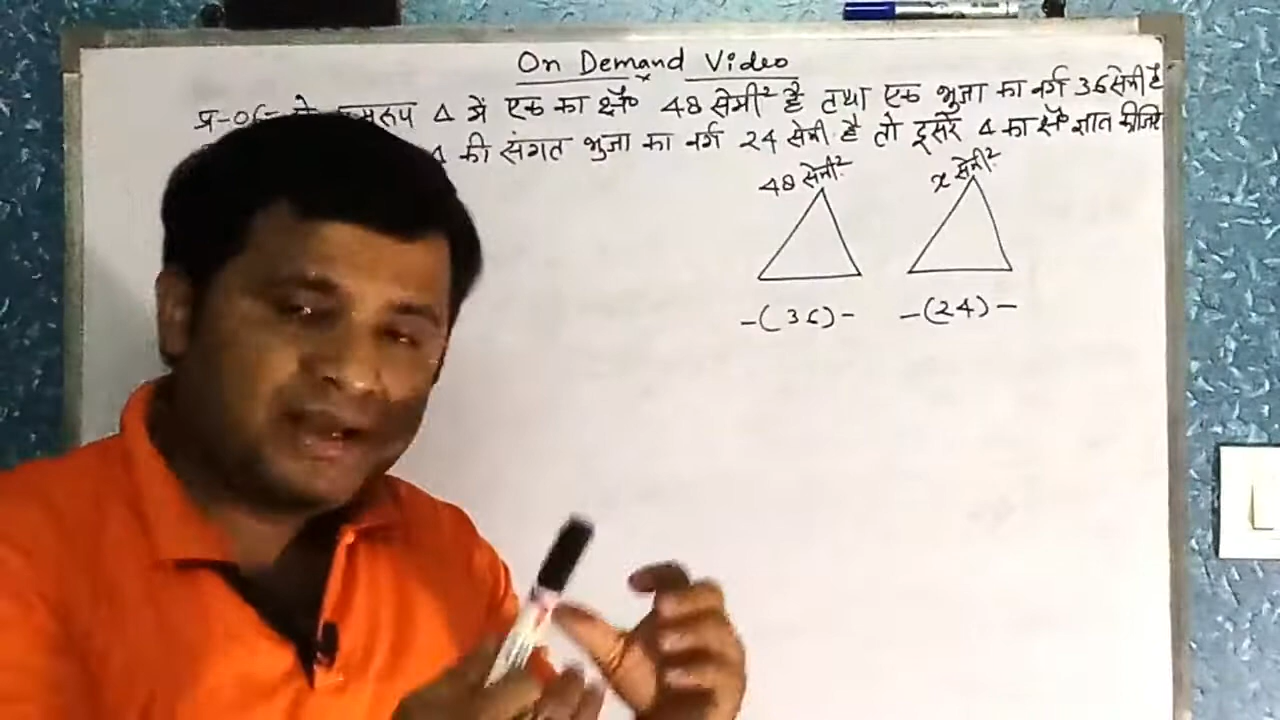 On Demand Video
प्र-06 △ में एक का क्षे० 48 सेमी² है तथा एक भुजा का वर्ग 36 सेमी है
△ की संगत भुजा का वर्ग 24 सेमी है तो दूसरे △ का क्षे० ज्ञात कीजिए
48 सेमी² x सेमी²
-(36)- -(24)-